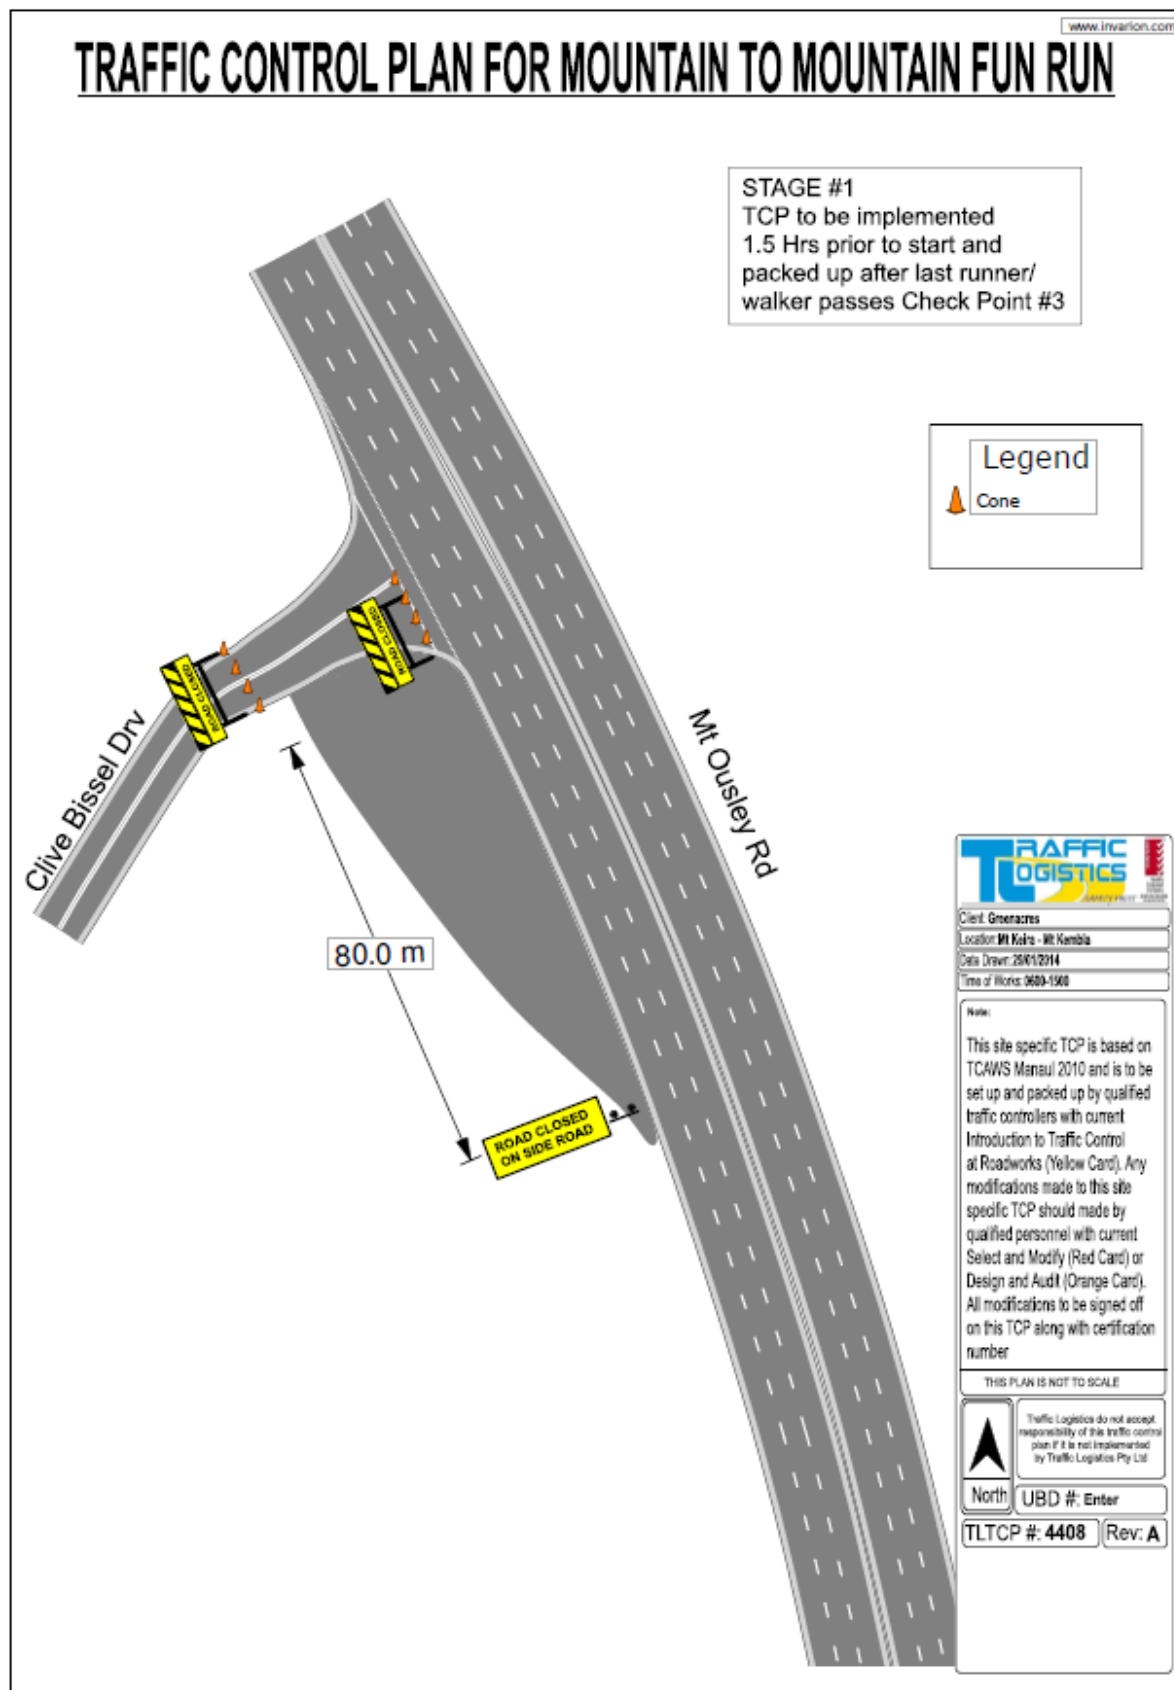 www.invarion.com
TRAFFIC CONTROL PLAN FOR MOUNTAIN TO MOUNTAIN FUN RUN
STAGE #1
TCP to be implemented
1.5 Hrs prior to start and
packed up after last runner/
walker passes Check Point #3
Legend
Cone
ROAD CLOSED
ROAD CLOSED
Clive Bissel Drv
Mt Ousley Rd
80.0 m
ROAD CLOSED
ON SIDE ROAD
TRAFFIC
LOGISTICS
Client: Greenacres
Location: Mt Keira - Mt Kembla
Date Drawn: 29/01/2014
Time of Works: 0600-1500
Note:
This site specific TCP is based on
TCAWS Manaul 2010 and is to be
set up and packed up by qualified
traffic controllers with current
Introduction to Traffic Control
at Roadworks (Yellow Card). Any
modifications made to this site
specific TCP should made by
qualified personnel with current
Select and Modify (Red Card) or
Design and Audit (Orange Card).
All modifications to be signed off
on this TCP along with certification
number
THIS PLAN IS NOT TO SCALE
Traffic Logistics do not accept
responsibility of this traffic control
plan if it is not implemented
by Traffic Logistics Pty Ltd
North
UBD #: Enter
TLTCP #: 4408
Rev: A